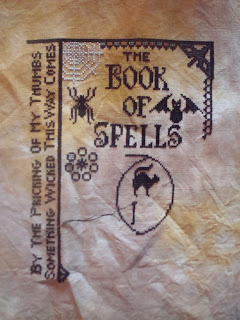 THE
BOOK
OF
SPELLS
BY THE PRICKING OF MY THUMBS
SOMETHING WICKED THIS WAY COMES